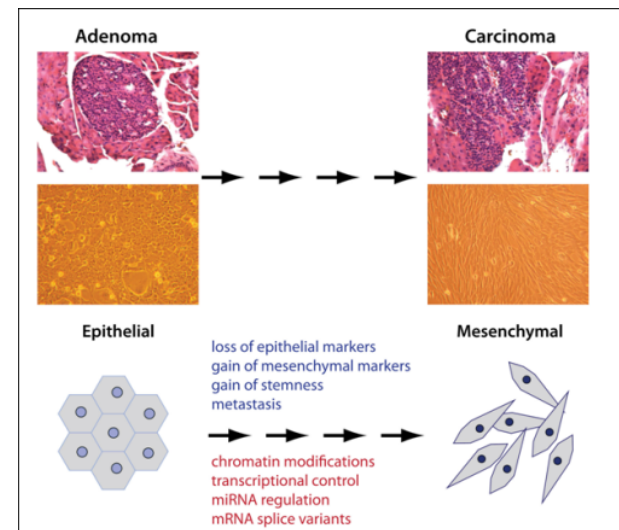 Adenoma
Carcinoma
Epithelial
Mesenchymal
loss of epithelial markers
gain of mesenchymal markers
gain of stemness
metastasis
chromatin modifications
transcriptional control
miRNA regulation
mRNA splice variants